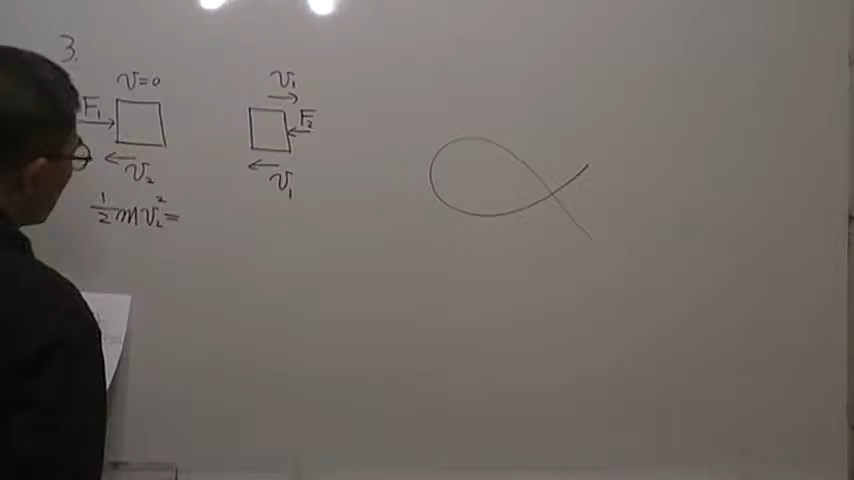 3.
v=0
F₁
v₂
½mv₂²=
v₁
F₂
v₁